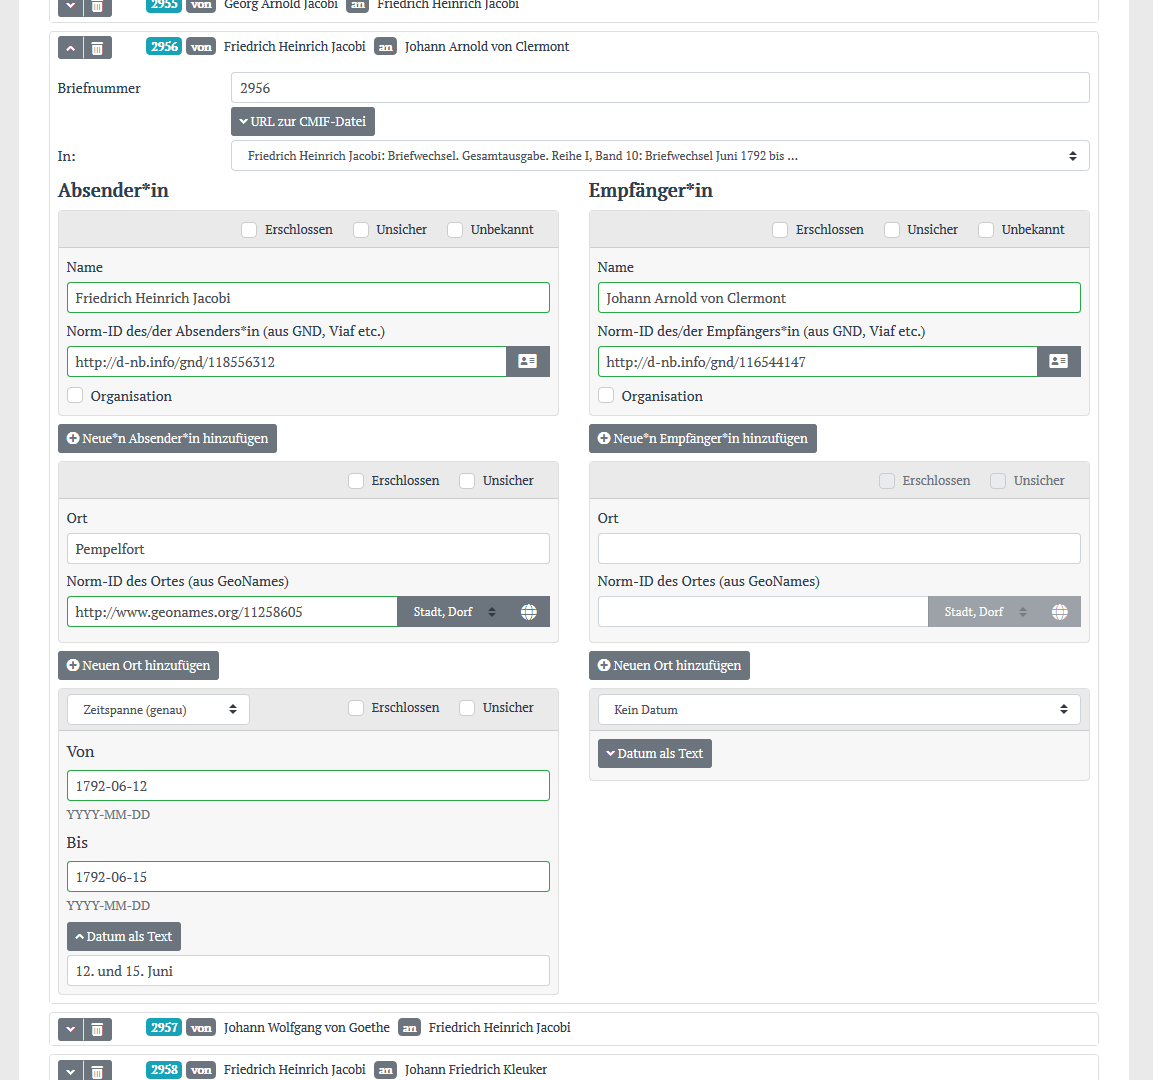 2955 von Georg Arnold Jacobi an Friedrich Heinrich Jacobi
2956 von Friedrich Heinrich Jacobi an Johann Arnold von Clermont
Briefnummer
2956
URL zur CMIF-Datei
In:
Friedrich Heinrich Jacobi: Briefwechsel. Gesamtausgabe. Reihe I, Band 10: Briefwechsel Juni 1792 bis ...
Absender*in
Erschlossen Unsicher Unbekannt
Name
Friedrich Heinrich Jacobi
Norm-ID des/der Absenders*in (aus GND, Viaf etc.)
http://d-nb.info/gnd/118556312
Organisation
Neue*n Absender*in hinzufügen
Erschlossen Unsicher
Ort
Pempelfort
Norm-ID des Ortes (aus GeoNames)
http://www.geonames.org/11258605 Stadt, Dorf
Neuen Ort hinzufügen
Zeitspanne (genau) Erschlossen Unsicher
Von
1792-06-12
YYYY-MM-DD
Bis
1792-06-15
YYYY-MM-DD
Datum als Text
12. und 15. Juni
Empfänger*in
Erschlossen Unsicher Unbekannt
Name
Johann Arnold von Clermont
Norm-ID des/der Empfängers*in (aus GND, Viaf etc.)
http://d-nb.info/gnd/116544147
Organisation
Neue*n Empfänger*in hinzufügen
Erschlossen Unsicher
Ort
Norm-ID des Ortes (aus GeoNames)
Stadt, Dorf
Neuen Ort hinzufügen
Kein Datum
Datum als Text
2957 von Johann Wolfgang von Goethe an Friedrich Heinrich Jacobi
2958 von Friedrich Heinrich Jacobi an Johann Friedrich Kleuker